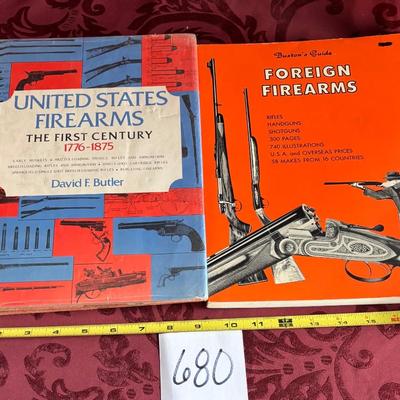 UNITED STATES
FIREARMS
THE FIRST CENTURY
1776-1875
David F. Butler
Buxton's Guide
FOREIGN
FIREARMS
RIFLES
HANDGUNS
SHOTGUNS
300 PAGES
740 ILLUSTRATIONS
U.S.A. and OVERSEAS PRICES
58 MAKES FROM 16 COUNTRIES
680